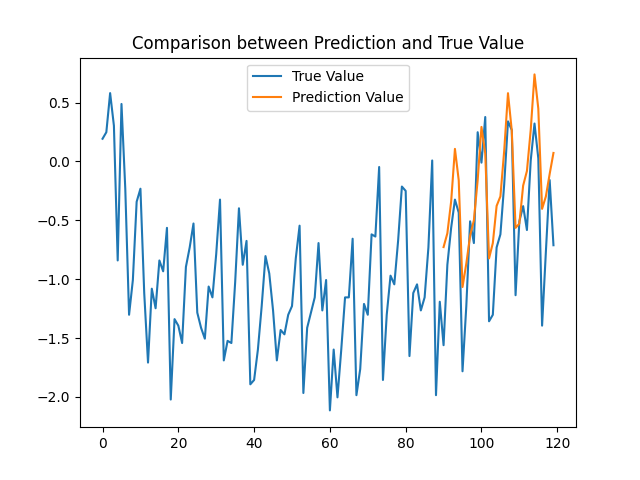 Comparison between Prediction and True Value
True Value
Prediction Value
0.5
0.0
−0.5
−1.0
−1.5
−2.0
0 20 40 60 80 100 120